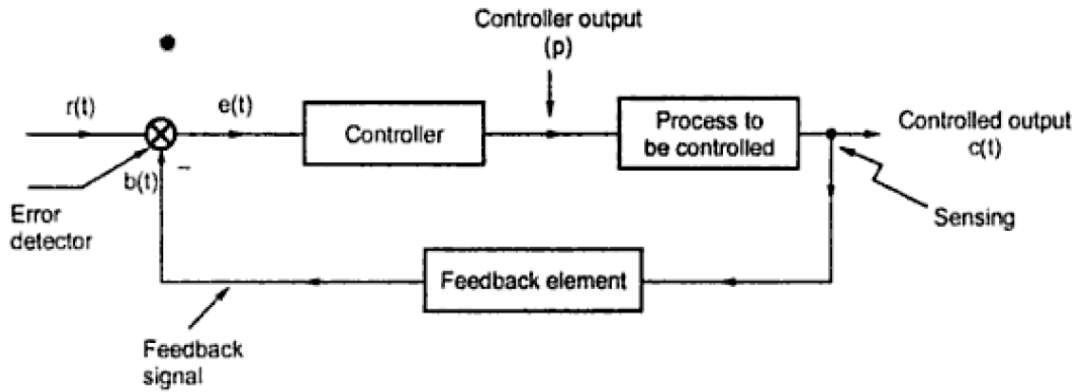 Controller output
(p)
r(t)
e(t)
Controller
Process to
be controlled
Controlled output
c(t)
b(t)
–
Error
detector
Sensing
Feedback element
Feedback
signal